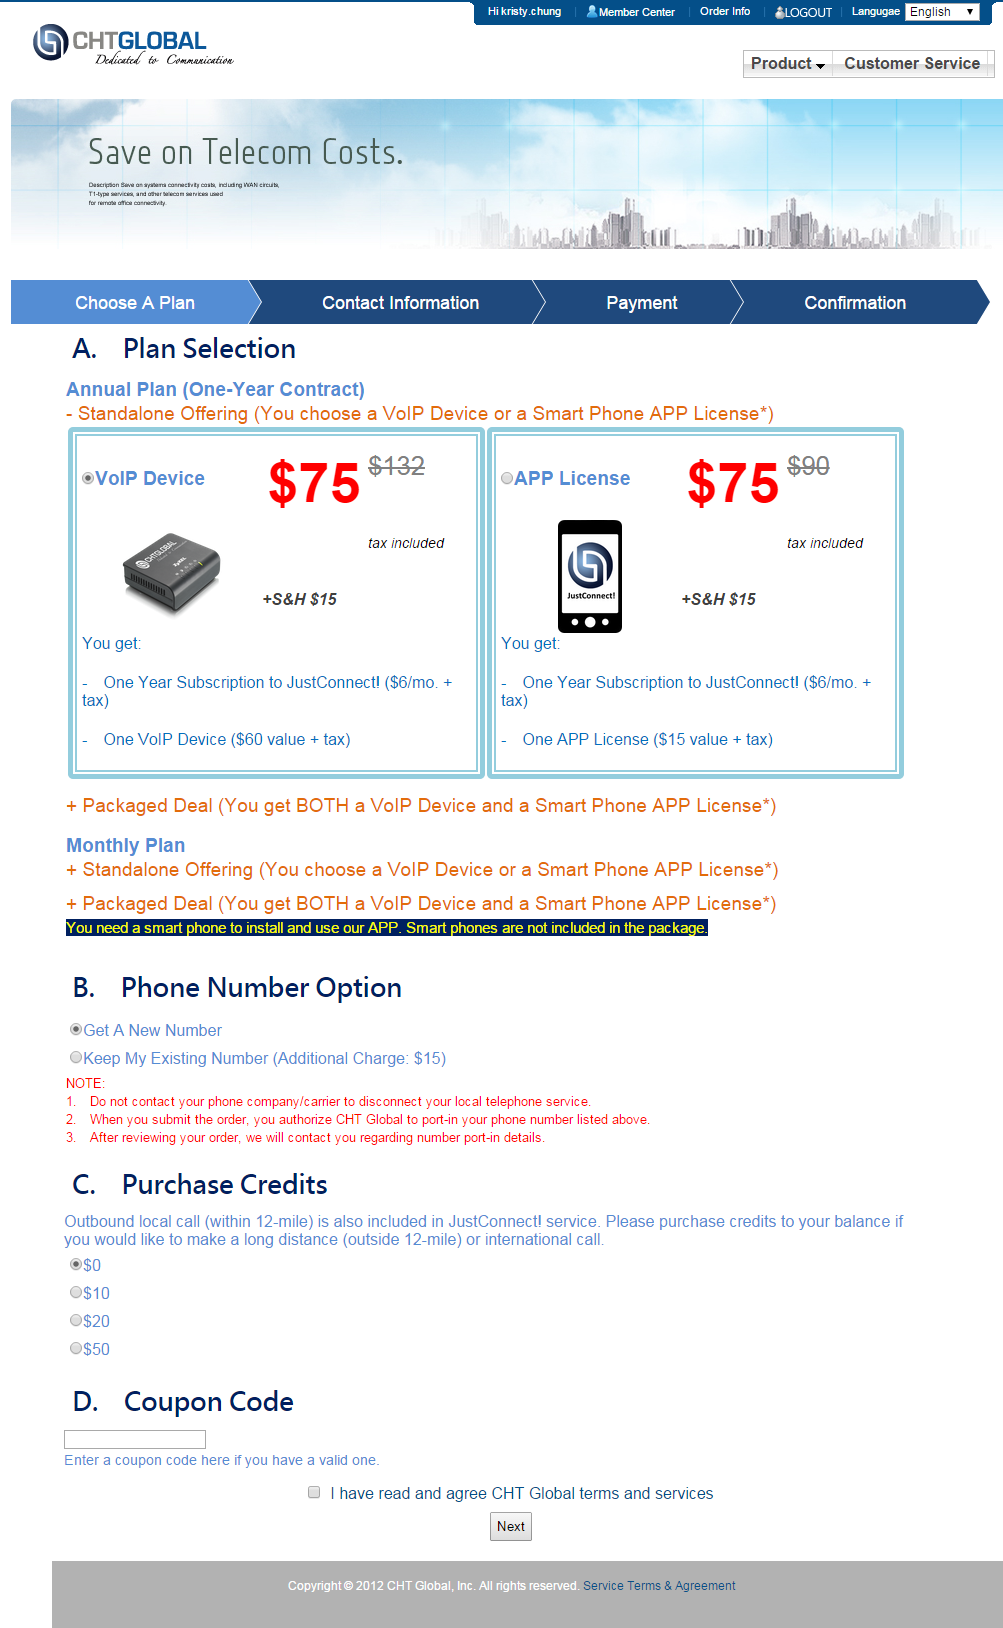 Hi kristy.chung Member Center Order Info LOGOUT Langugae English
CHTGLOBAL
Dedicated to Communication
Product Customer Service
Save on Telecom Costs.
Description Save on systems connectivity costs, including WAN circuits,
T1-type services, and other telecom services used
for remote office connectivity.
Choose A Plan Contact Information Payment Confirmation
A. Plan Selection
Annual Plan (One-Year Contract)
- Standalone Offering (You choose a VoIP Device or a Smart Phone APP License*)
VoIP Device $75 $132
tax included
CHTGLOBAL
+S&H $15
You get:
- One Year Subscription to JustConnect! ($6/mo. +
tax)
- One VoIP Device ($60 value + tax)
APP License $75 $90
tax included
JustConnect!
+S&H $15
You get:
- One Year Subscription to JustConnect! ($6/mo. +
tax)
- One APP License ($15 value + tax)
+ Packaged Deal (You get BOTH a VoIP Device and a Smart Phone APP License*)
Monthly Plan
+ Standalone Offering (You choose a VoIP Device or a Smart Phone APP License*)
+ Packaged Deal (You get BOTH a VoIP Device and a Smart Phone APP License*)
You need a smart phone to install and use our APP. Smart phones are not included in the package.
B. Phone Number Option
Get A New Number
Keep My Existing Number (Additional Charge: $15)
NOTE:
1. Do not contact your phone company/carrier to disconnect your local telephone service.
2. When you submit the order, you authorize CHT Global to port-in your phone number listed above.
3. After reviewing your order, we will contact you regarding number port-in details.
C. Purchase Credits
Outbound local call (within 12-mile) is also included in JustConnect! service. Please purchase credits to your balance if
you would like to make a long distance (outside 12-mile) or international call.
$0
$10
$20
$50
D. Coupon Code
Enter a coupon code here if you have a valid one.
I have read and agree CHT Global terms and services
Next
Copyright © 2012 CHT Global, Inc. All rights reserved. Service Terms & Agreement